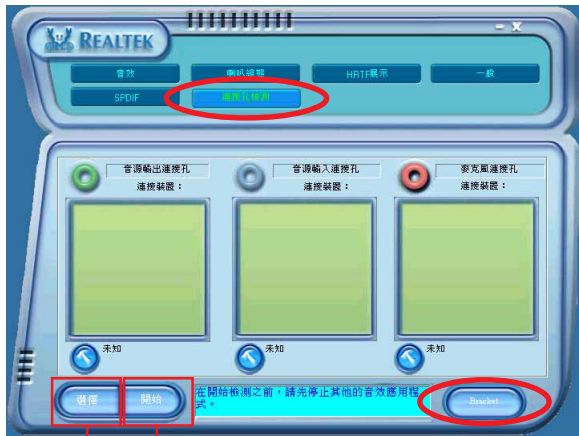 REALTEK
音效
喇叭組態
HRTF展示
一般
SPDIF
連接孔檢測
音源輸出連接孔
連接裝置：
音源輸入連接孔
連接裝置：
麥克風連接孔
連接裝置：
未知
未知
未知
選擇
開始
在開始檢測之前，請先停止其他的音效應用程
式。
Bracket